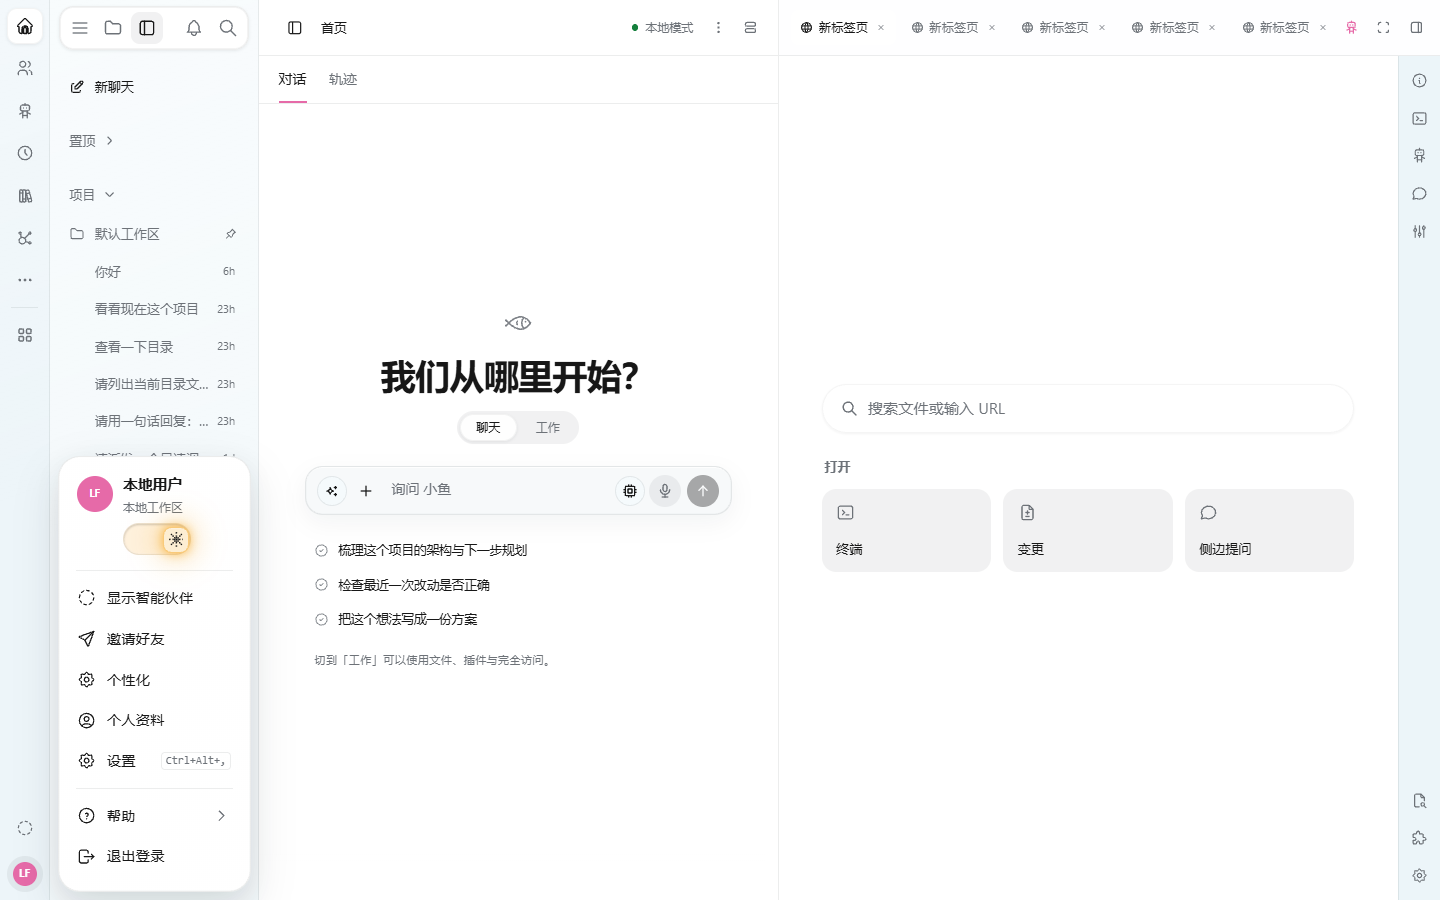 首页
本地模式
新标签页
新标签页
新标签页
新标签页
新标签页
对话
轨迹
新聊天
置顶
项目
默认工作区
你好 6h
看看现在这个项目 23h
查看一下目录 23h
请列出当前目录文... 23h
请用一句话回复：... 23h
LF
本地用户
本地工作区
显示智能伙伴
邀请好友
个性化
个人资料
设置 Ctrl+Alt+,
帮助
退出登录
LF
我们从哪里开始？
聊天
工作
询问 小鱼
梳理这个项目的架构与下一步规划
检查最近一次改动是否正确
把这个想法写成一份方案
切到「工作」可以使用文件、插件与完全访问。
搜索文件或输入 URL
打开
终端
变更
侧边提问